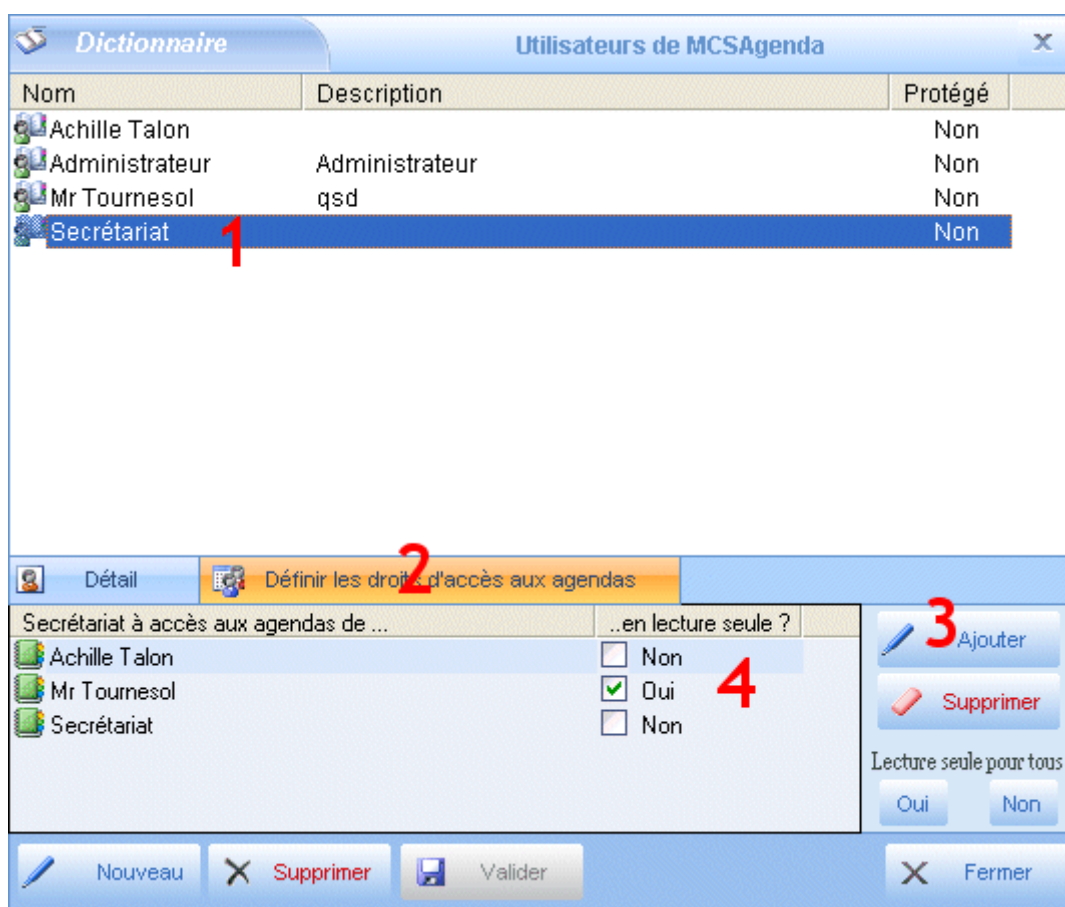 Dictionnaire Utilisateurs de MCSAgenda
Nom Description Protégé
Achille Talon Non
Administrateur Administrateur Non
Mr Tournesol qsd Non
Secrétariat 1 Non
2
Détail Définir les droits d'accès aux agendas
Secrétariat à accès aux agendas de ... ..en lecture seule ?
3 Ajouter
Achille Talon Non
Mr Tournesol Oui 4
Supprimer
Secrétariat Non
Lecture seule pour tous
Oui Non
Nouveau Supprimer Valider Fermer